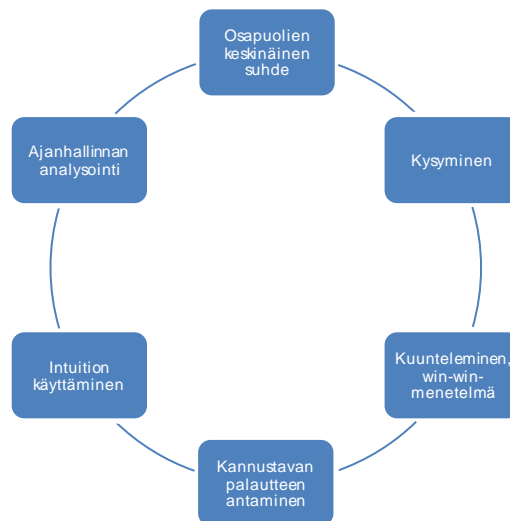 Osapuolien
keskinäinen
suhde
Kysyminen
Kuunteleminen,
win-win-
menetelmä
Kannustavan
palautteen
antaminen
Intuition
käyttäminen
Ajanhallinnan
analysointi